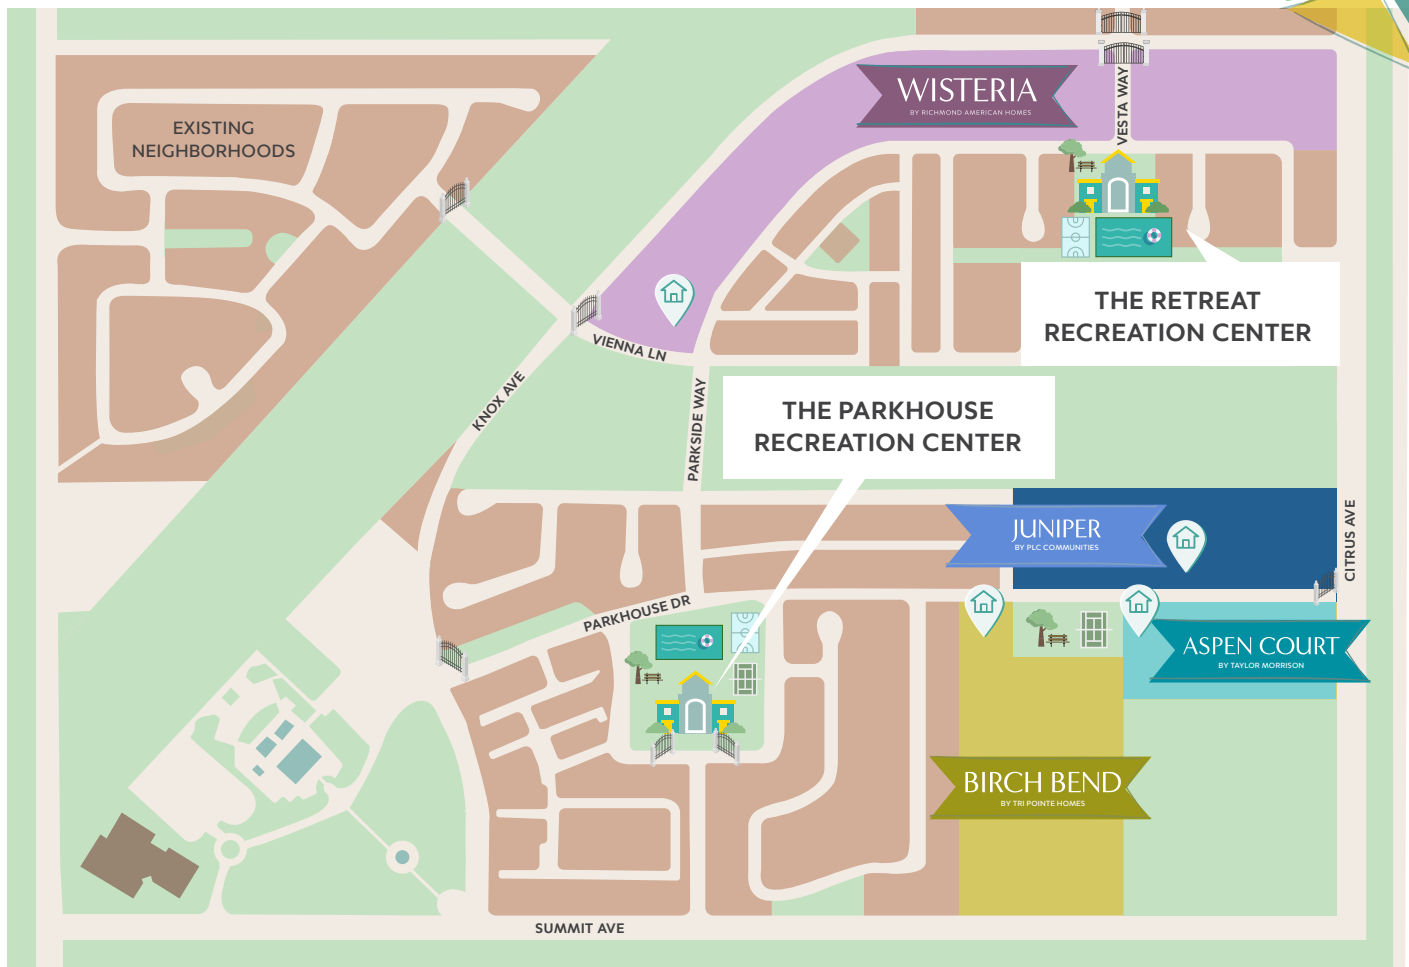 WISTERIA
BY RICHMOND AMERICAN HOMES
VESTA WAY
EXISTING
NEIGHBORHOODS
THE RETREAT
RECREATION CENTER
VIENNA LN
KNOX AVE
PARKSIDE WAY
THE PARKHOUSE
RECREATION CENTER
JUNIPER
BY PLC COMMUNITIES
CITRUS AVE
PARKHOUSE DR
ASPEN COURT
BY TAYLOR MORRISON
BIRCH BEND
BY TRI POINTE HOMES
SUMMIT AVE